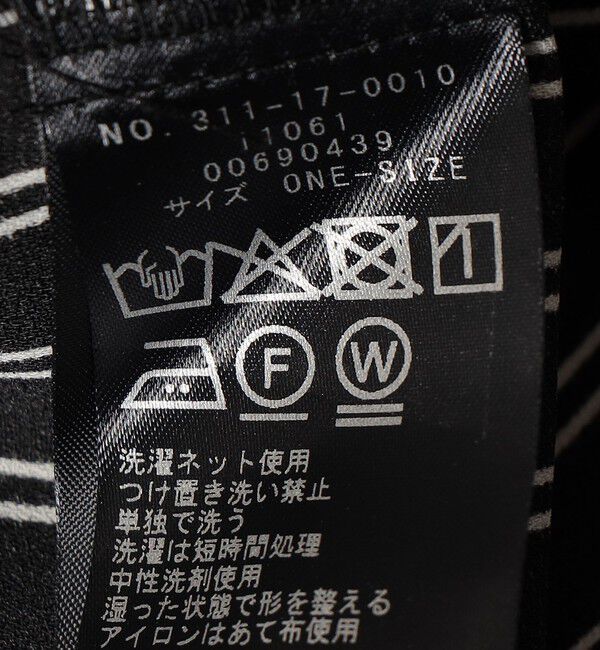 NO. 311-17-0010
i1061
00690439
サイズ ONE-SIZE
F W
洗濯ネット使用
つけ置き洗い禁止
単独で洗う
洗濯は短時間処理
中性洗剤使用
湿った状態で形を整える
アイロンはあて布使用